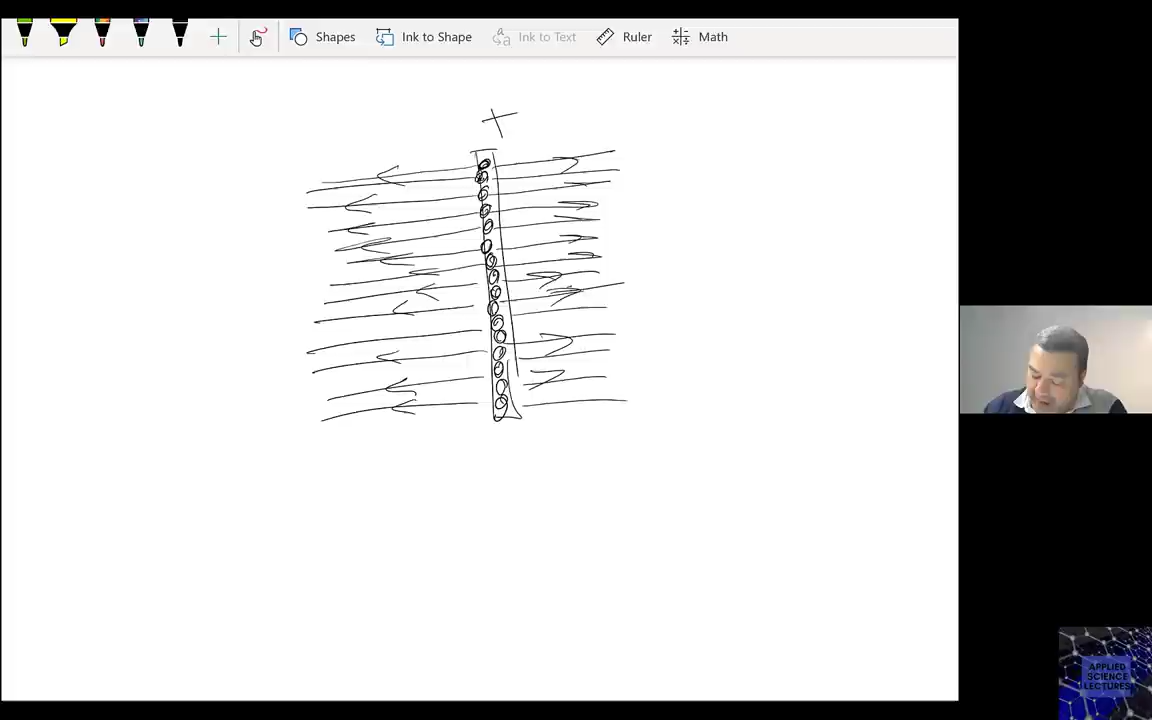 Shapes
Ink to Shape
Ink to Text
Ruler
Math
+
APPLIED
SCIENCE
LECTURES